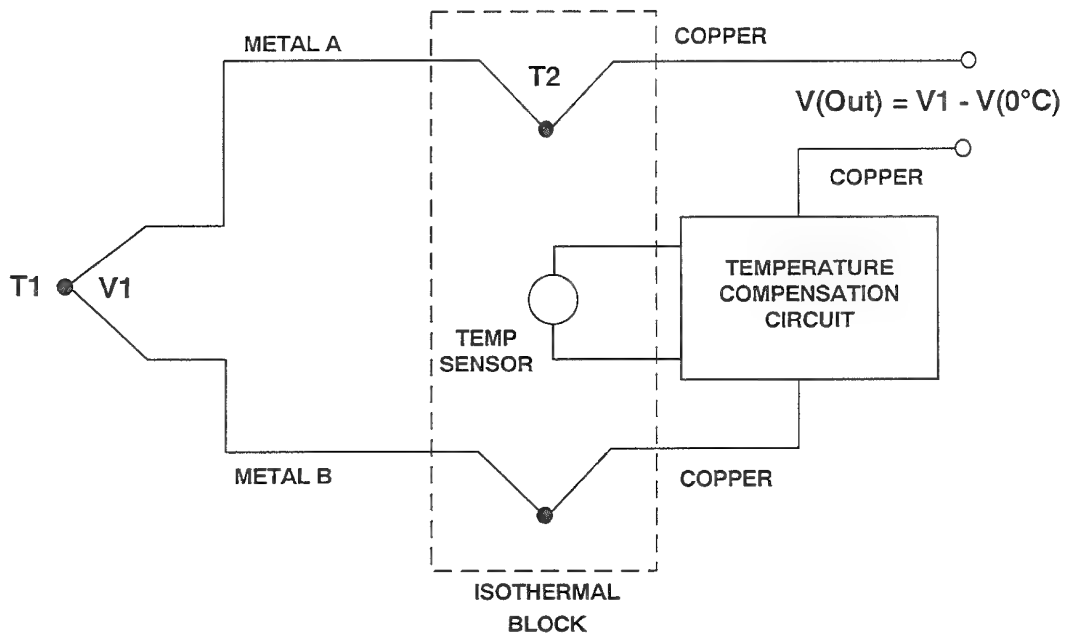 METAL A
COPPER
T2
V(Out) = V1 - V(0°C)
COPPER
T1
V1
TEMPERATURE
COMPENSATION
CIRCUIT
TEMP
SENSOR
METAL B
COPPER
ISOTHERMAL
BLOCK